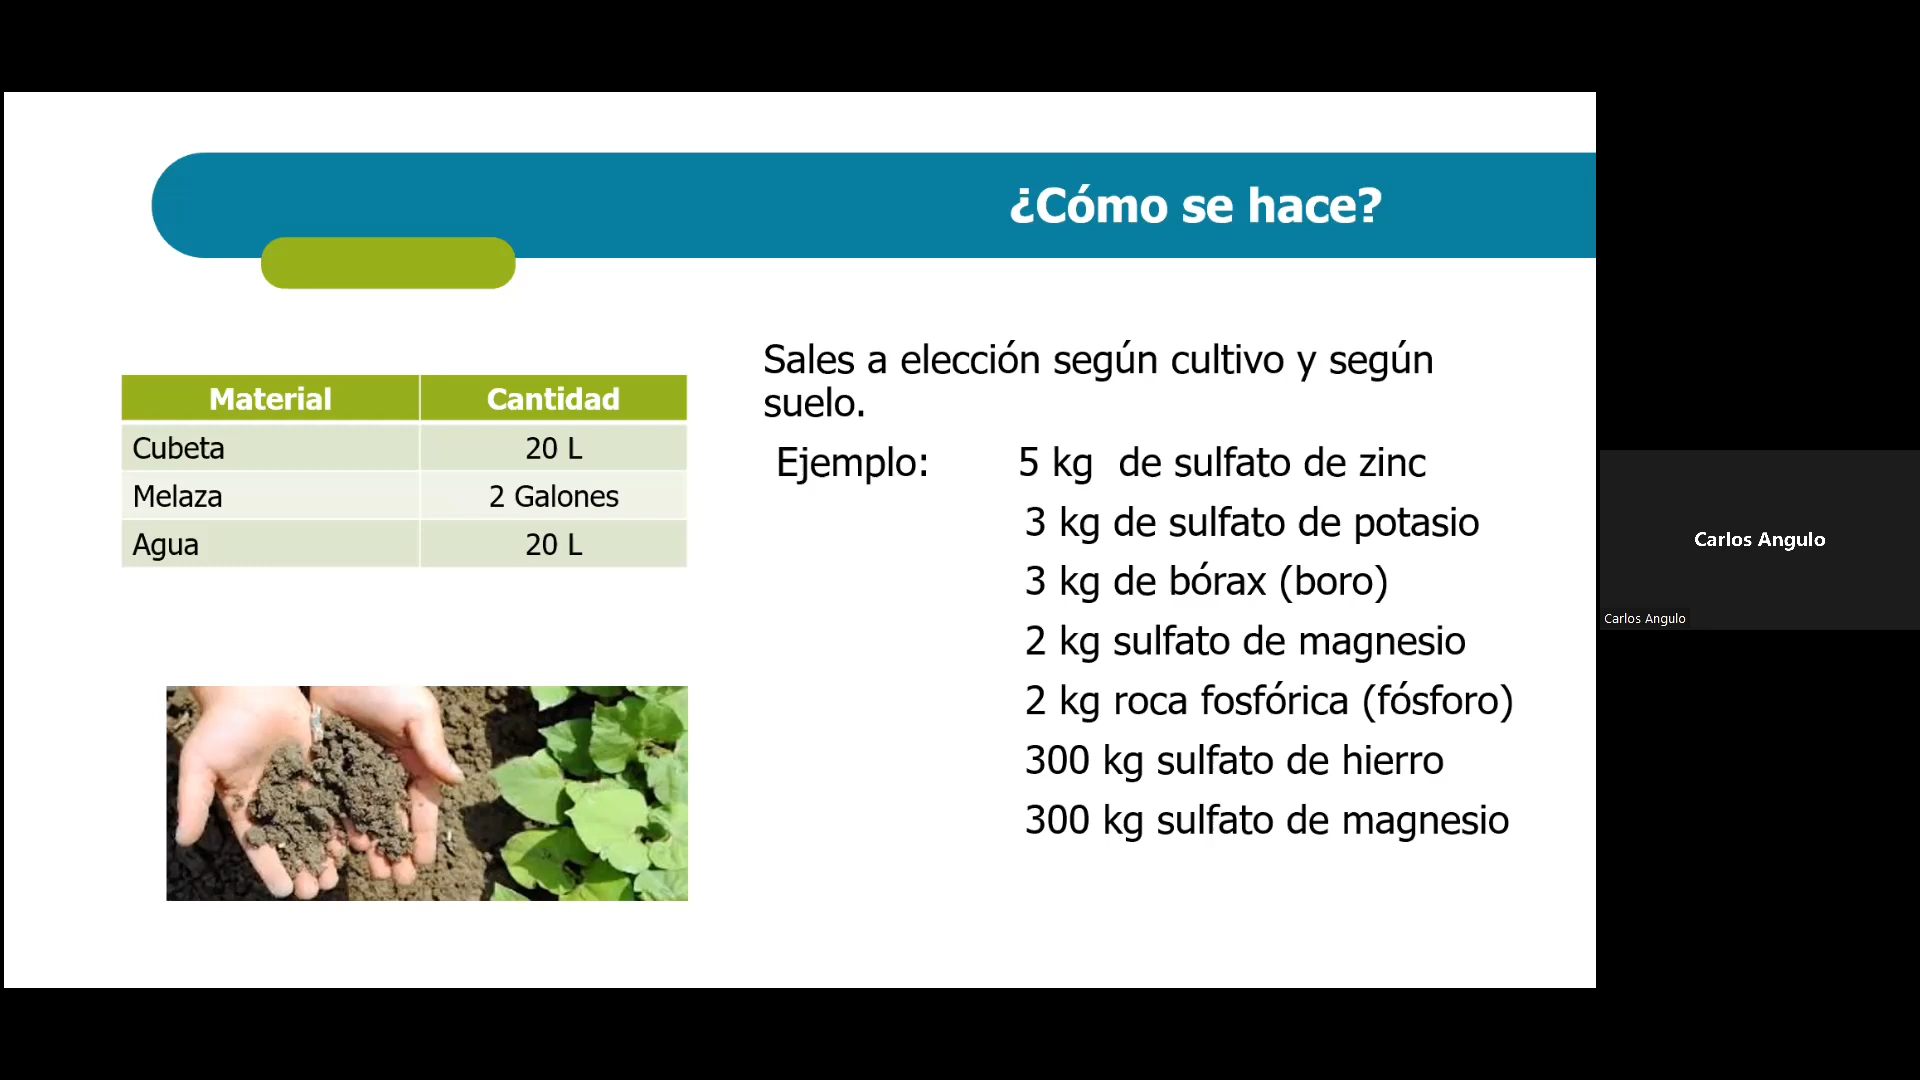 ¿Cómo se hace?
Material Cantidad
Cubeta 20 L
Melaza 2 Galones
Agua 20 L
Sales a elección según cultivo y según
suelo.
Ejemplo: 5 kg de sulfato de zinc
3 kg de sulfato de potasio
3 kg de bórax (boro)
2 kg sulfato de magnesio
2 kg roca fosfórica (fósforo)
300 kg sulfato de hierro
300 kg sulfato de magnesio
Carlos Angulo
Carlos Angulo